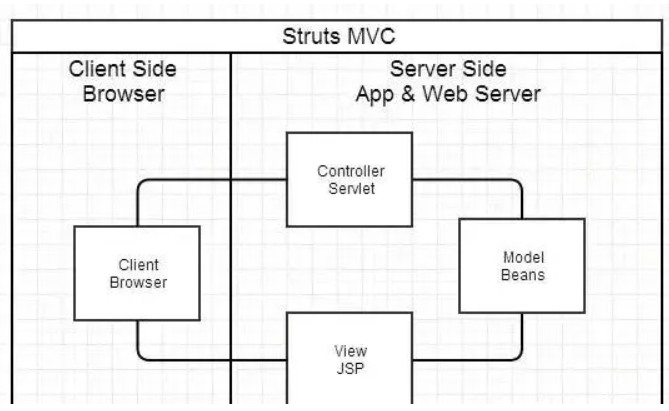 Struts MVC
Client Side
Browser
Server Side
App & Web Server
Controller
Servlet
Client
Browser
Model
Beans
View
JSP